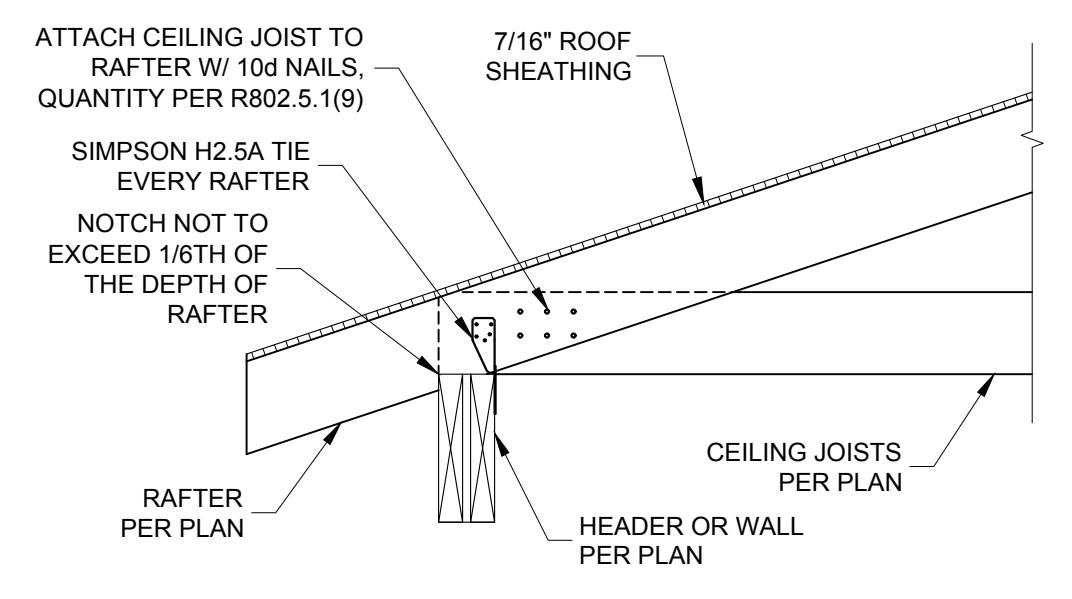 ATTACH CEILING JOIST TO
RAFTER W/ 10d NAILS,
QUANTITY PER R802.5.1(9)
7/16" ROOF
SHEATHING
SIMPSON H2.5A TIE
EVERY RAFTER
NOTCH NOT TO
EXCEED 1/6TH OF
THE DEPTH OF
RAFTER
RAFTER
PER PLAN
CEILING JOISTS
PER PLAN
HEADER OR WALL
PER PLAN